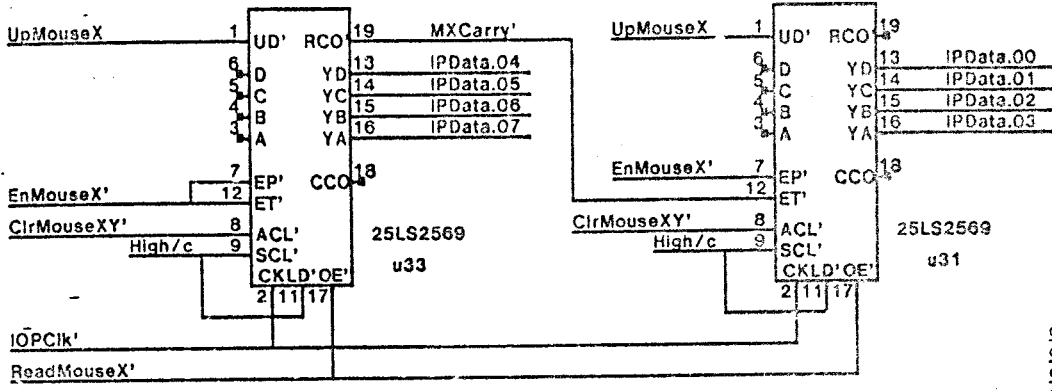 UpMouseX 1 UD' RCO' 19 MXCarry' UpMouseX 1 UD' RCO' 19
6 D YD 13 IPData.04 6 D YD 13 IPData.00
5 C YC 14 IPData.05 5 C YC 14 IPData.01
4 B YB 15 IPData.06 4 B YB 15 IPData.02
3 A YA 16 IPData.07 3 A YA 16 IPData.03
7 EP' CCO 18 EnMouseX' 7 EP' CCO 18
EnMouseX' 12 ET' 12 ET'
ClrMouseXY' 8 ACL' 25LS2569 ClrMouseXY' 8 ACL' 25LS2569
High/c 9 SCL' High/c 9 SCL'
u33 u31
CKLD'OE' CKLD'OE'
2 11 17 2 11 17
IOPClk'
ReadMouseX'